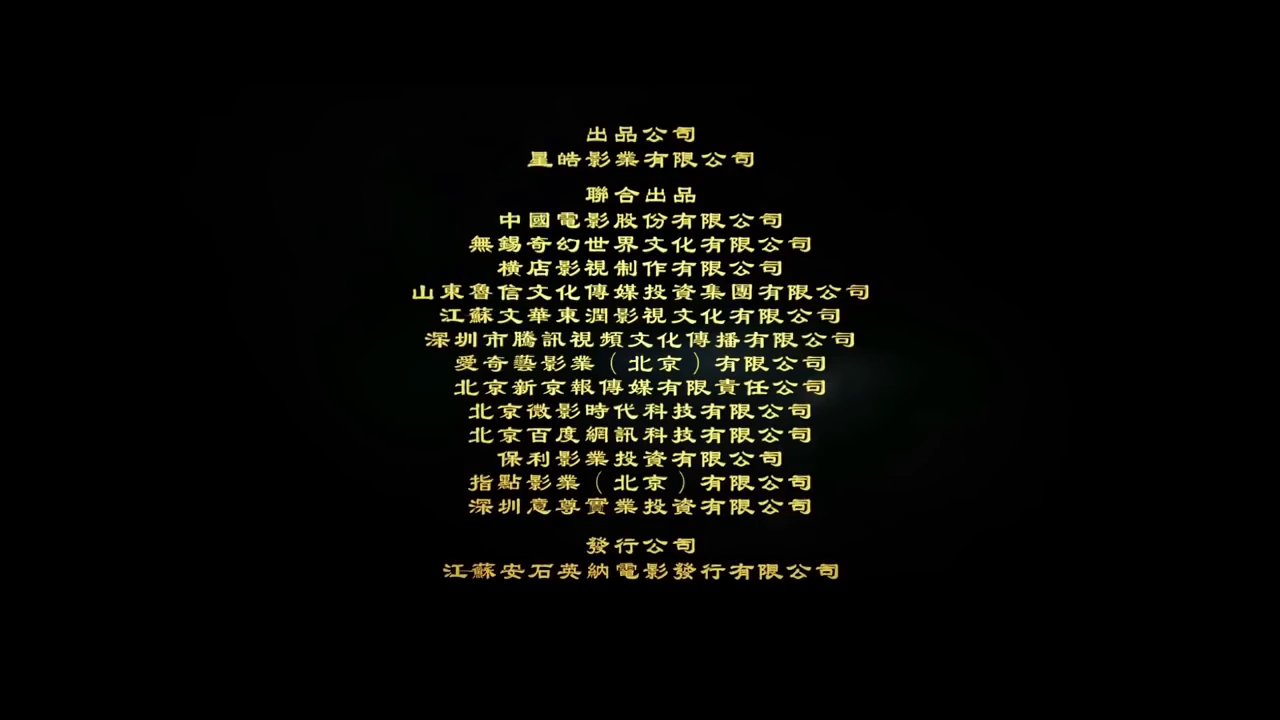 出品公司
星皓影業有限公司
聯合出品
中國電影股份有限公司
無錫奇幻世界文化有限公司
橫店影視制作有限公司
山東魯信文化傳媒投資集團有限公司
江蘇文華東潤影視文化有限公司
深圳市騰訊視頻文化傳播有限公司
愛奇藝影業（北京）有限公司
北京新京報傳媒有限責任公司
北京微影時代科技有限公司
北京百度網訊科技有限公司
保利影業投資有限公司
指點影業（北京）有限公司
深圳意尊實業投資有限公司
發行公司
江蘇安石英納電影發行有限公司